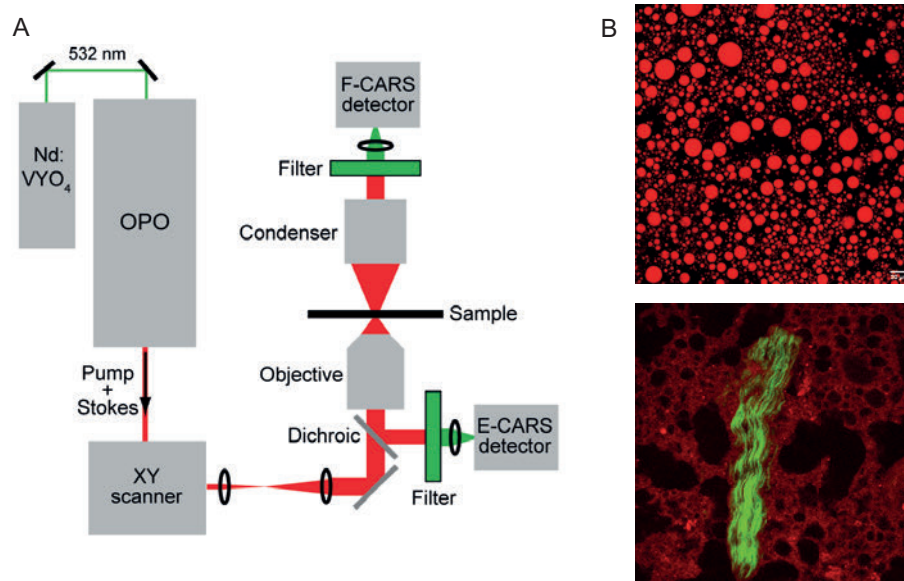 A
B
532 nm
Nd:
VYO4
OPO
Pump
+
Stokes
XY
scanner
F-CARS
detector
Filter
Condenser
Sample
Objective
Dichroic
E-CARS
detector
Filter